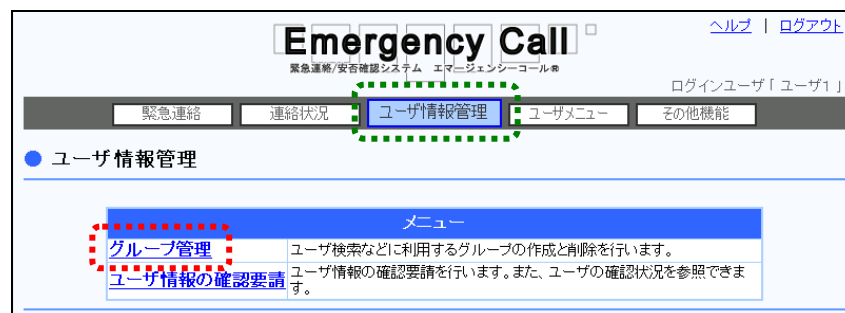 Emergency Call
緊急連絡/安否確認システム エマージェンシーコール®
ヘルプ | ログアウト
ログインユーザ「ユーザ1」
緊急連絡 連絡状況 ユーザ情報管理 ユーザメニュー その他機能
● ユーザ情報管理
メニュー
グループ管理 ユーザ検索などに利用するグループの作成と削除を行います。
ユーザ情報の確認要請 ユーザ情報の確認要請を行います。また、ユーザの確認状況を参照できま
す。